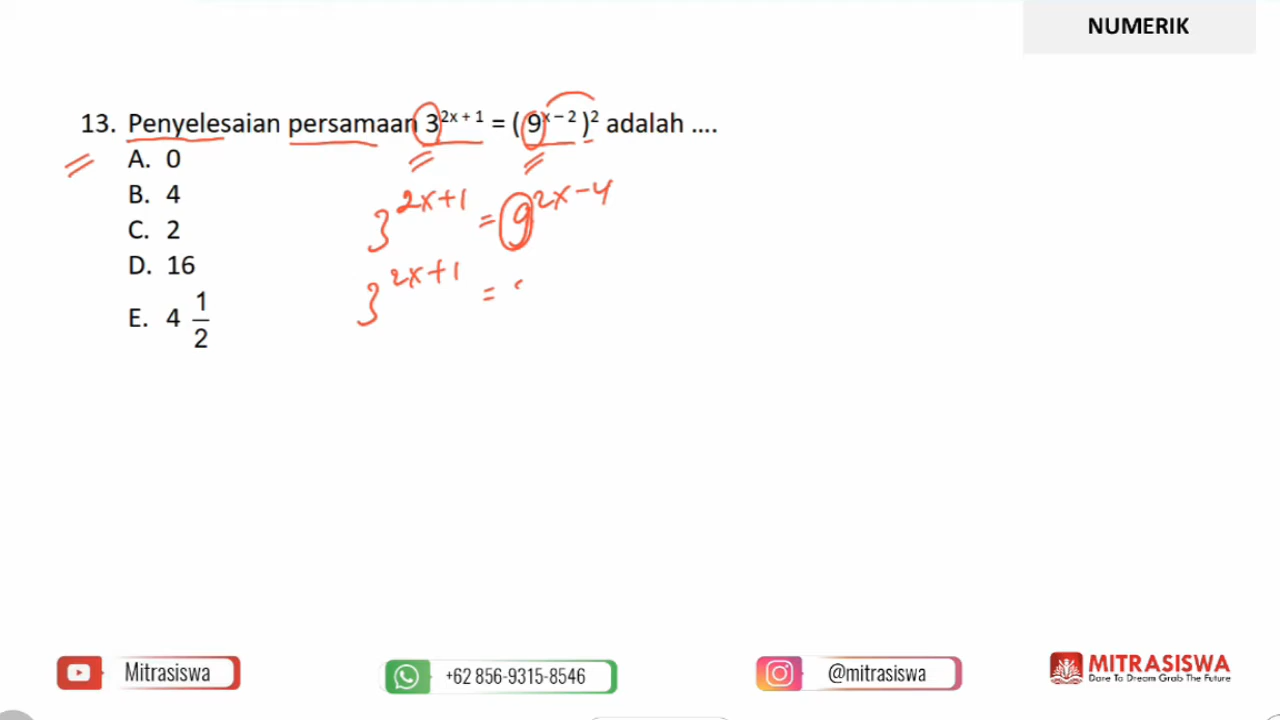 NUMERIK
13. Penyelesaian persamaan 3^(2x + 1) = ( 9^(x – 2) )^2 adalah ....
A. 0
B. 4
C. 2
D. 16
E. 4 1/2
3^(2x+1) = 9^(2x-4)
3^(2x+1) =
Mitrasiswa
+62 856-9315-8546
@mitrasiswa
MITRASISWA
Dare To Dream Grab The Future